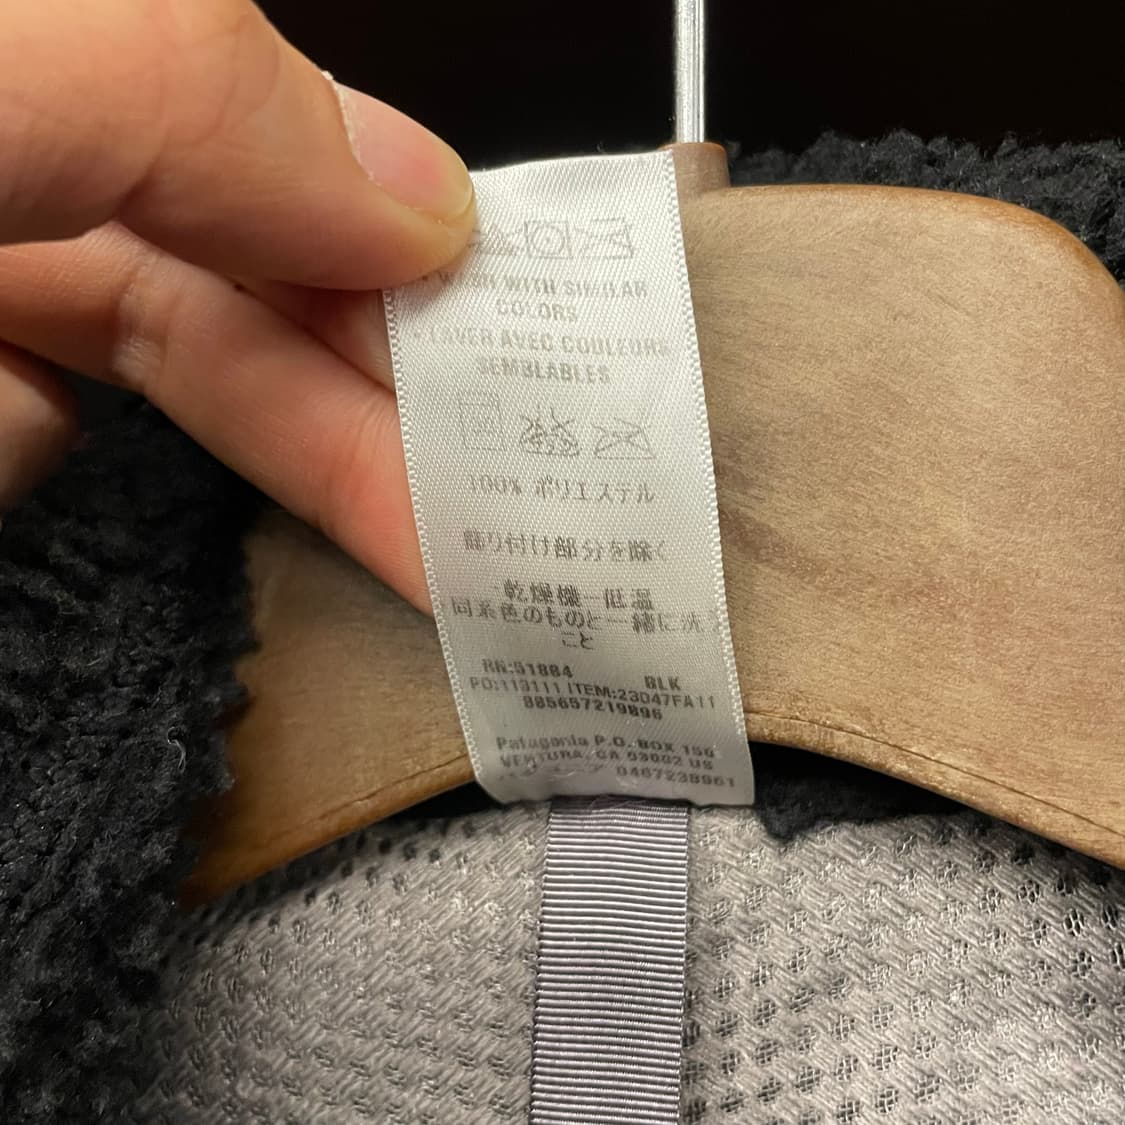 WASH WITH SIMILAR
COLORS
LAVER AVEC COULEURS
SEMBLABLES
100% ポリエステル
飾り付け部分を除く
・乾燥機ー低温
同系色のものと一緒に洗
こと
RN:51884 BLK
PO:113111 ITEM:23047FA11
885657219896
Patagonia P.O. BOX 150
VENTURA, CA 93002 US
0467238961